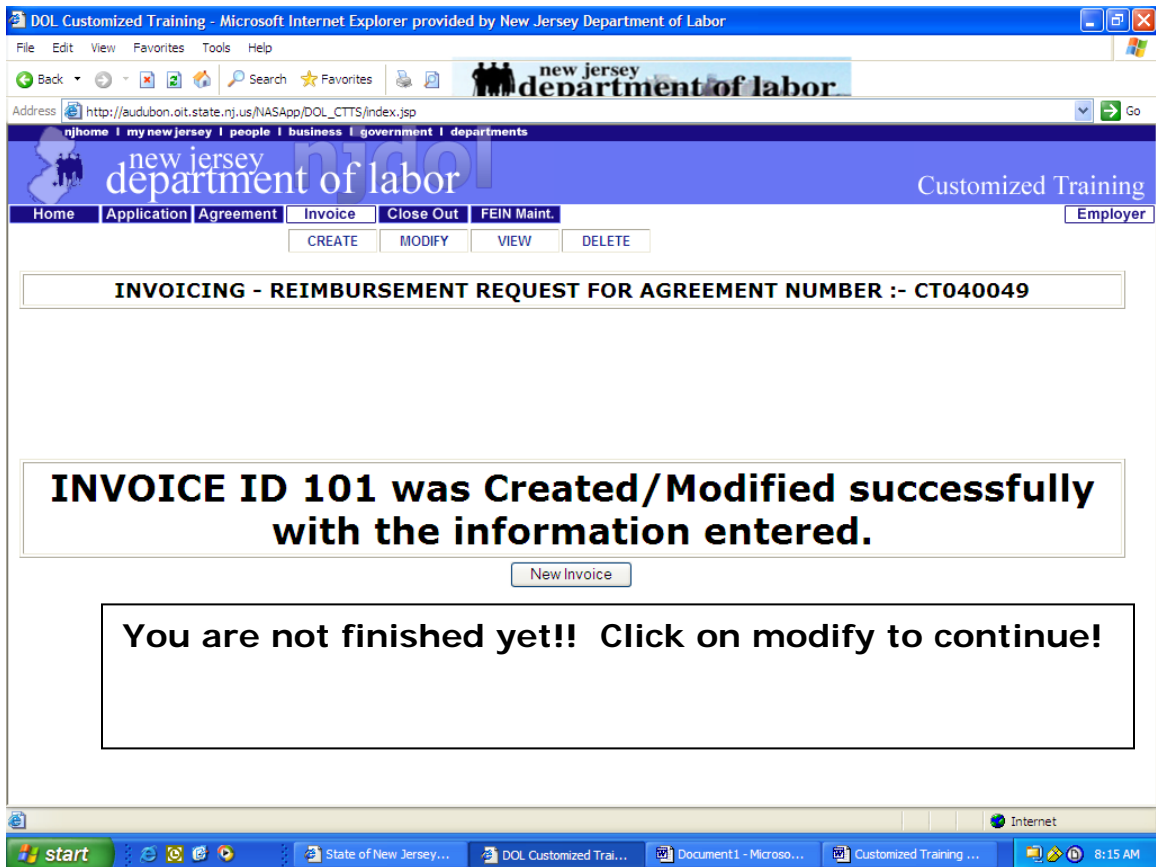 DOL Customized Training - Microsoft Internet Explorer provided by New Jersey Department of Labor
File Edit View Favorites Tools Help
Back Search Favorites
new jersey
department of labor
Address http://audubon.oit.state.nj.us/NASApp/DOL_CTTS/index.jsp Go
njhome | my new jersey | people | business | government | departments
njdol
new jersey
department of labor
Customized Training
Home Application Agreement Invoice Close Out FEIN Maint. Employer
CREATE MODIFY VIEW DELETE
INVOICING - REIMBURSEMENT REQUEST FOR AGREEMENT NUMBER :- CT040049
INVOICE ID 101 was Created/Modified successfully
with the information entered.
New Invoice
You are not finished yet!! Click on modify to continue!
Internet
start State of New Jersey... DOL Customized Trai... Document1 - Microso... Customized Training ... 8:15 AM